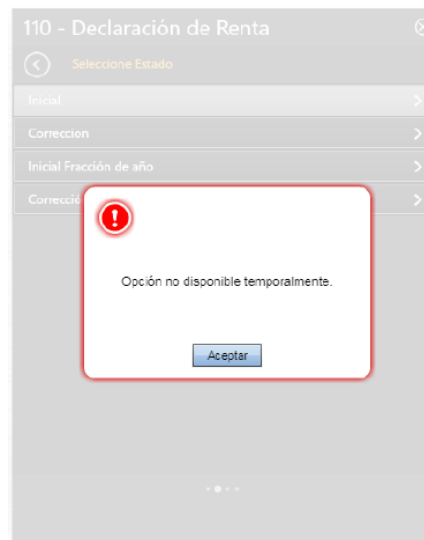 110 - Declaración de Renta
Seleccione Estado
Inicial
Correccion
Inicial Fracción de año
Correcció
Opción no disponible temporalmente.
Aceptar